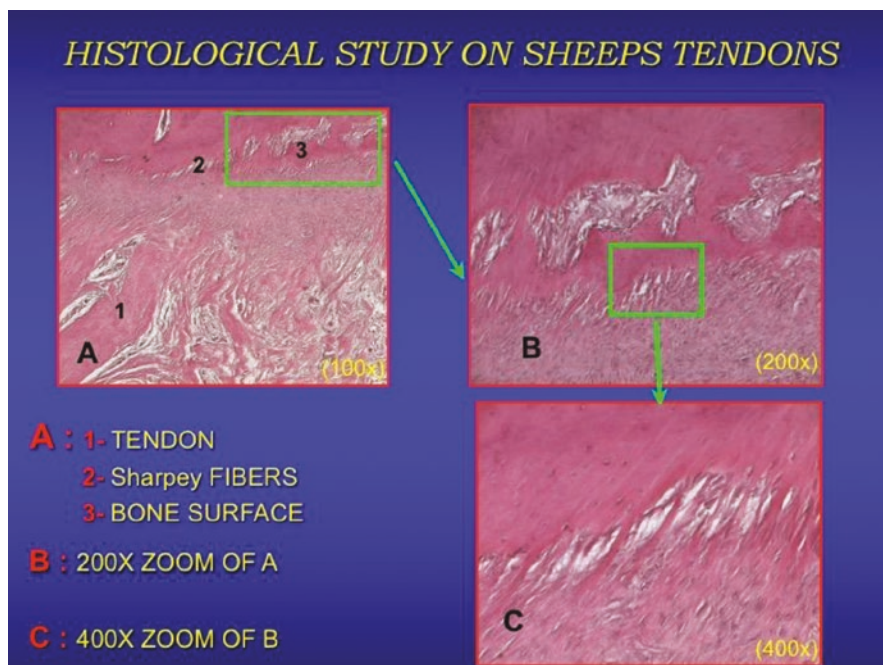 HISTOLOGICAL STUDY ON SHEEPS TENDONS
2
3
1
A
(100x)
B
(200x)
A : 1- TENDON
2- Sharpey FIBERS
3- BONE SURFACE
B : 200X ZOOM OF A
C : 400X ZOOM OF B
C
(400x)